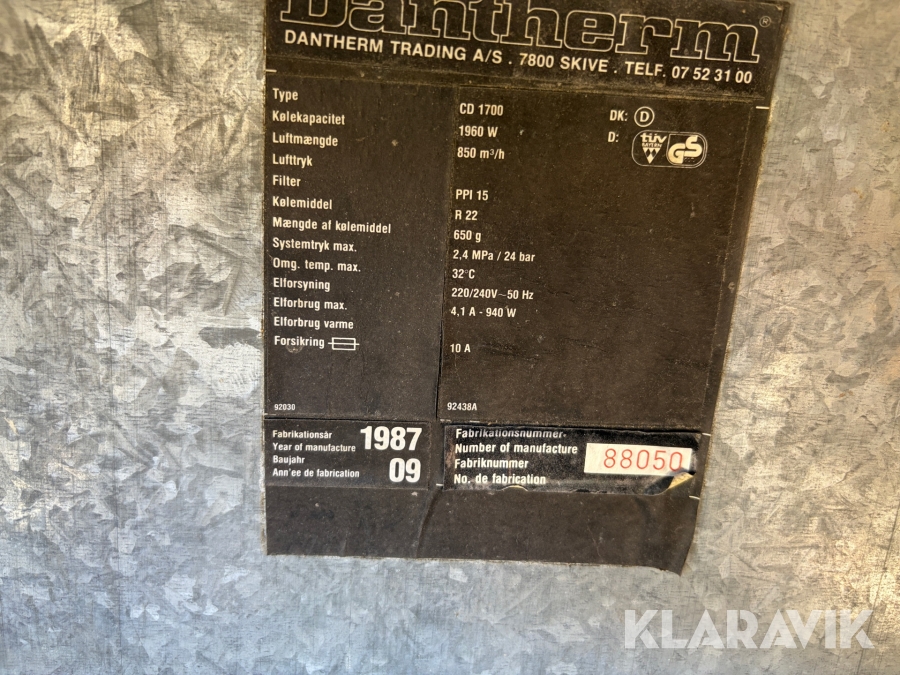 Dantherm®
DANTHERM TRADING A/S . 7800 SKIVE . TELF. 07 52 31 00
Type CD 1700 DK: D
Kølekapacitet 1960 W D: TÜV BAYERN GS
Luftmængde 850 m³/h
Lufttryk
Filter PPI 15
Kølemiddel R 22
Mængde af kølemiddel 650 g
Systemtryk max. 2,4 MPa / 24 bar
Omg. temp. max. 32°C
Elforsyning 220/240V~50 Hz
Elforbrug max. 4,1 A - 940 W
Elforbrug varme
Forsikring 10 A
92030 92438A
Fabrikationsår
Year of manufacture
Baujahr
Ann'ee de fabrication
1987
09
Fabrikationsnummer
Number of manufacture
Fabriknummer
No. de fabrication
88050
KLARAVIK